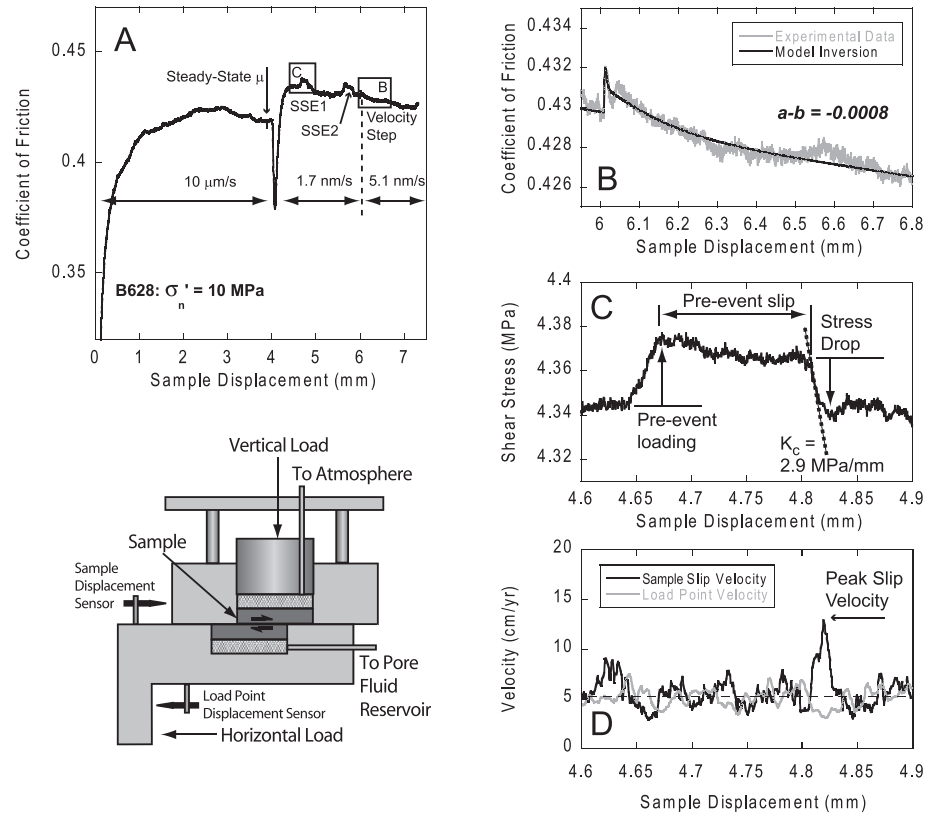 A
0.45
0.4
0.35
Coefficient of Friction
Steady-State μ
C
SSE1
SSE2
B
Velocity
Step
10 μm/s
1.7 nm/s
5.1 nm/s
B628: σn' = 10 MPa
0 1 2 3 4 5 6 7
Sample Displacement (mm)
0.434
0.432
0.43
0.428
0.426
Coefficient of Friction
Experimental Data
Model Inversion
a-b = -0.0008
B
6 6.1 6.2 6.3 6.4 6.5 6.6 6.7 6.8
Sample Displacement (mm)
4.4
4.38
4.36
4.34
4.32
Shear Stress (MPa)
C
Pre-event slip
Stress
Drop
Pre-event
loading
Kc =
2.9 MPa/mm
4.6 4.65 4.7 4.75 4.8 4.85 4.9
Sample Displacement (mm)
20
15
10
5
0
Velocity (cm/yr)
Sample Slip Velocity
Load Point Velocity
Peak Slip
Velocity
D
4.6 4.65 4.7 4.75 4.8 4.85 4.9
Sample Displacement (mm)
Vertical Load
To Atmosphere
Sample
Sample
Displacement
Sensor
To Pore
Fluid
Reservoir
Load Point
Displacement Sensor
Horizontal Load